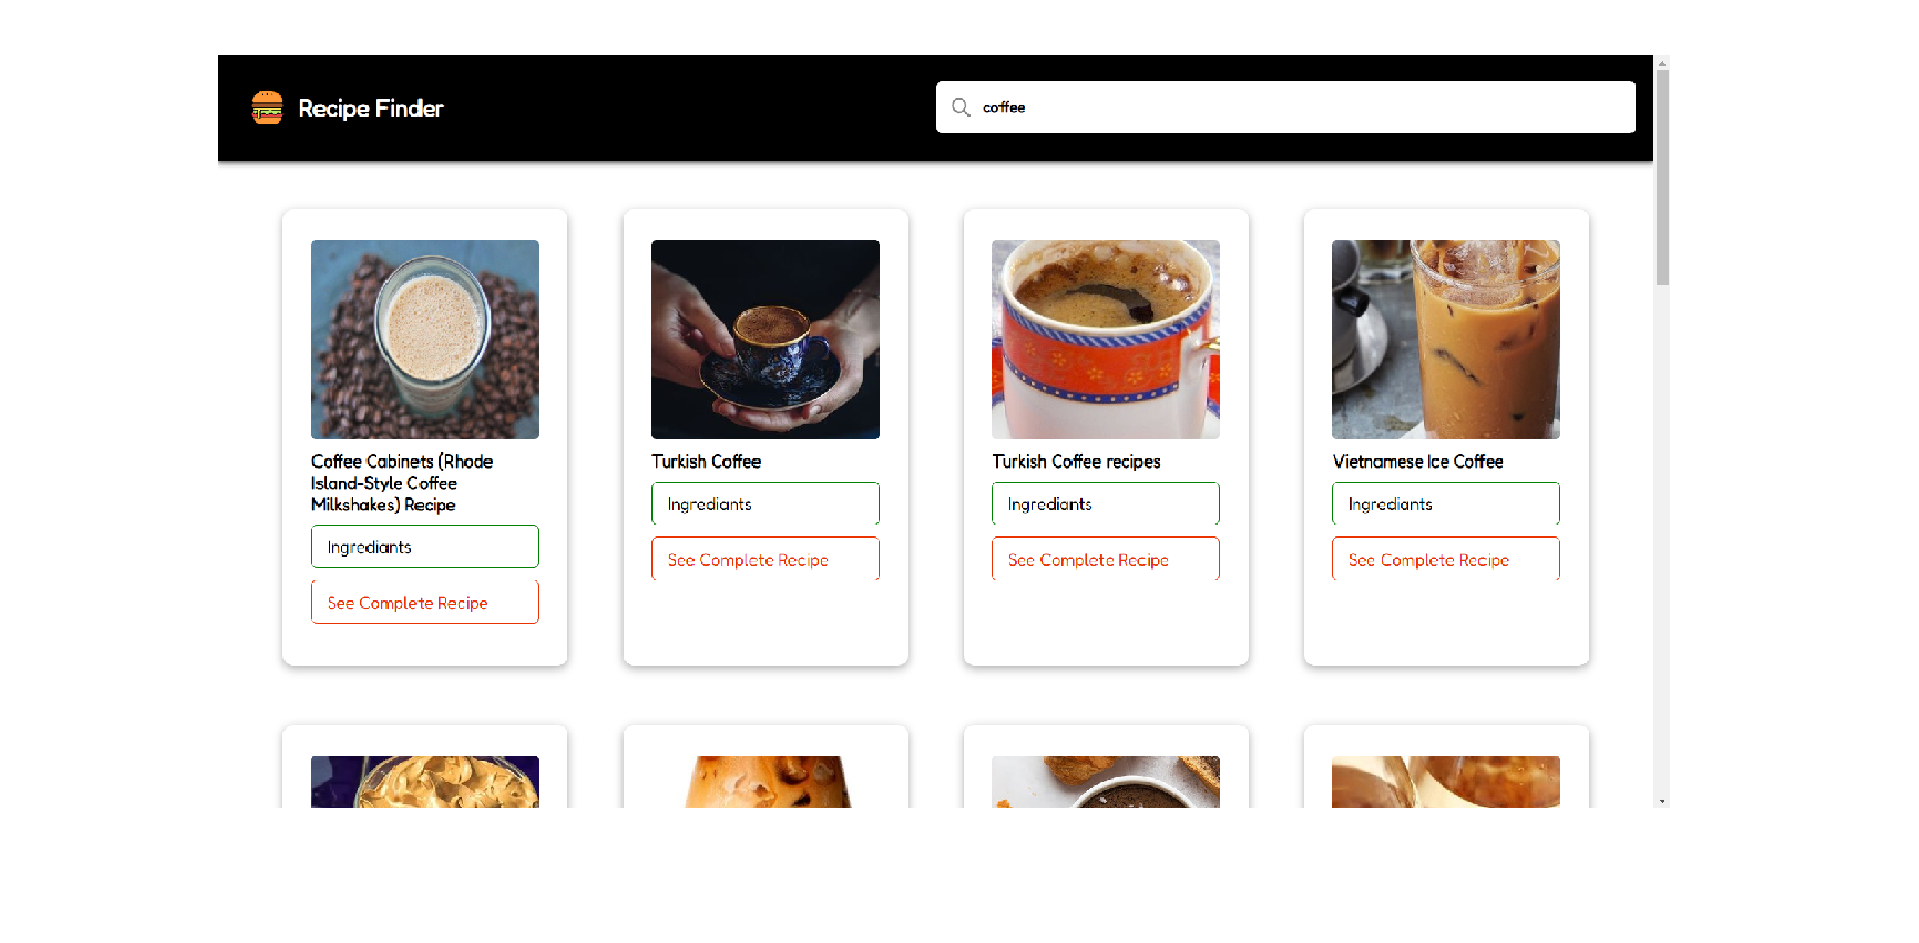 Recipe Finder
coffee
Coffee Cabinets (Rhode
Island-Style Coffee
Milkshakes) Recipe
Ingrediants
See Complete Recipe
Turkish Coffee
Ingrediants
See Complete Recipe
Turkish Coffee recipes
Ingrediants
See Complete Recipe
Vietnamese Ice Coffee
Ingrediants
See Complete Recipe